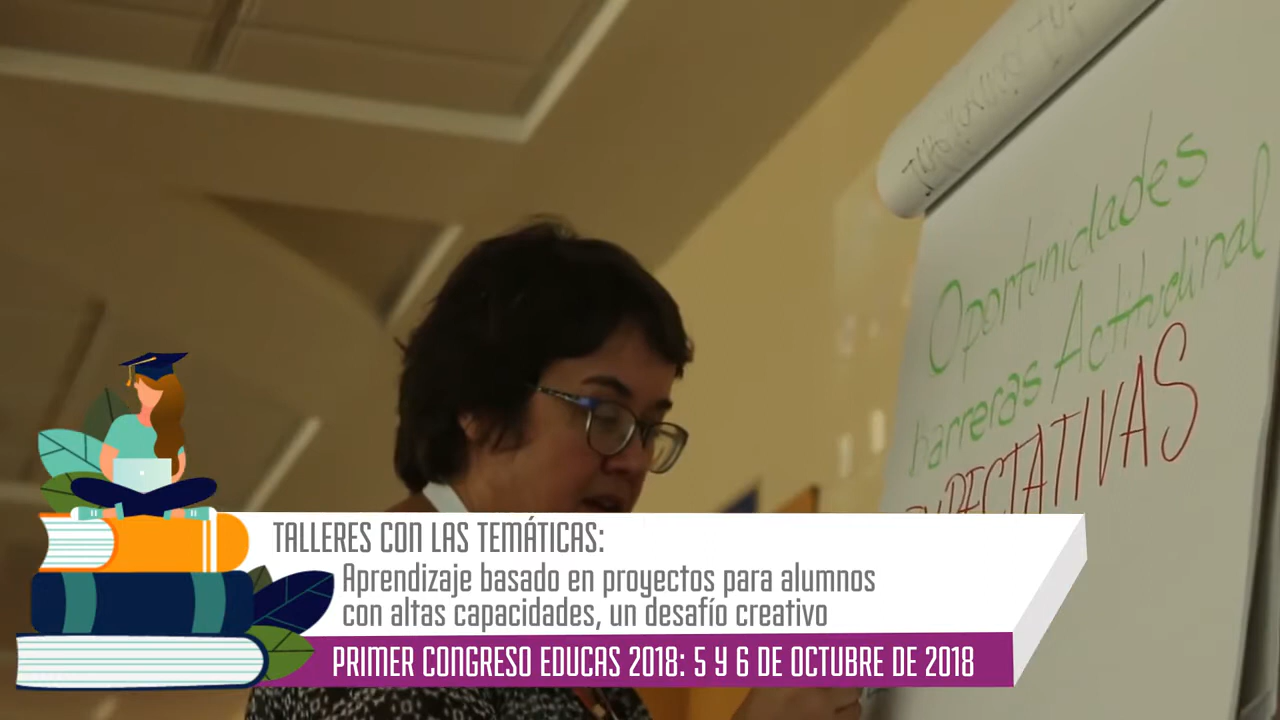 Oportunidades
barreras Actitudinal
EXPECTATIVAS
TALLERES CON LAS TEMÁTICAS:
Aprendizaje basado en proyectos para alumnos
con altas capacidades, un desafío creativo
PRIMER CONGRESO EDUCAS 2018: 5 Y 6 DE OCTUBRE DE 2018